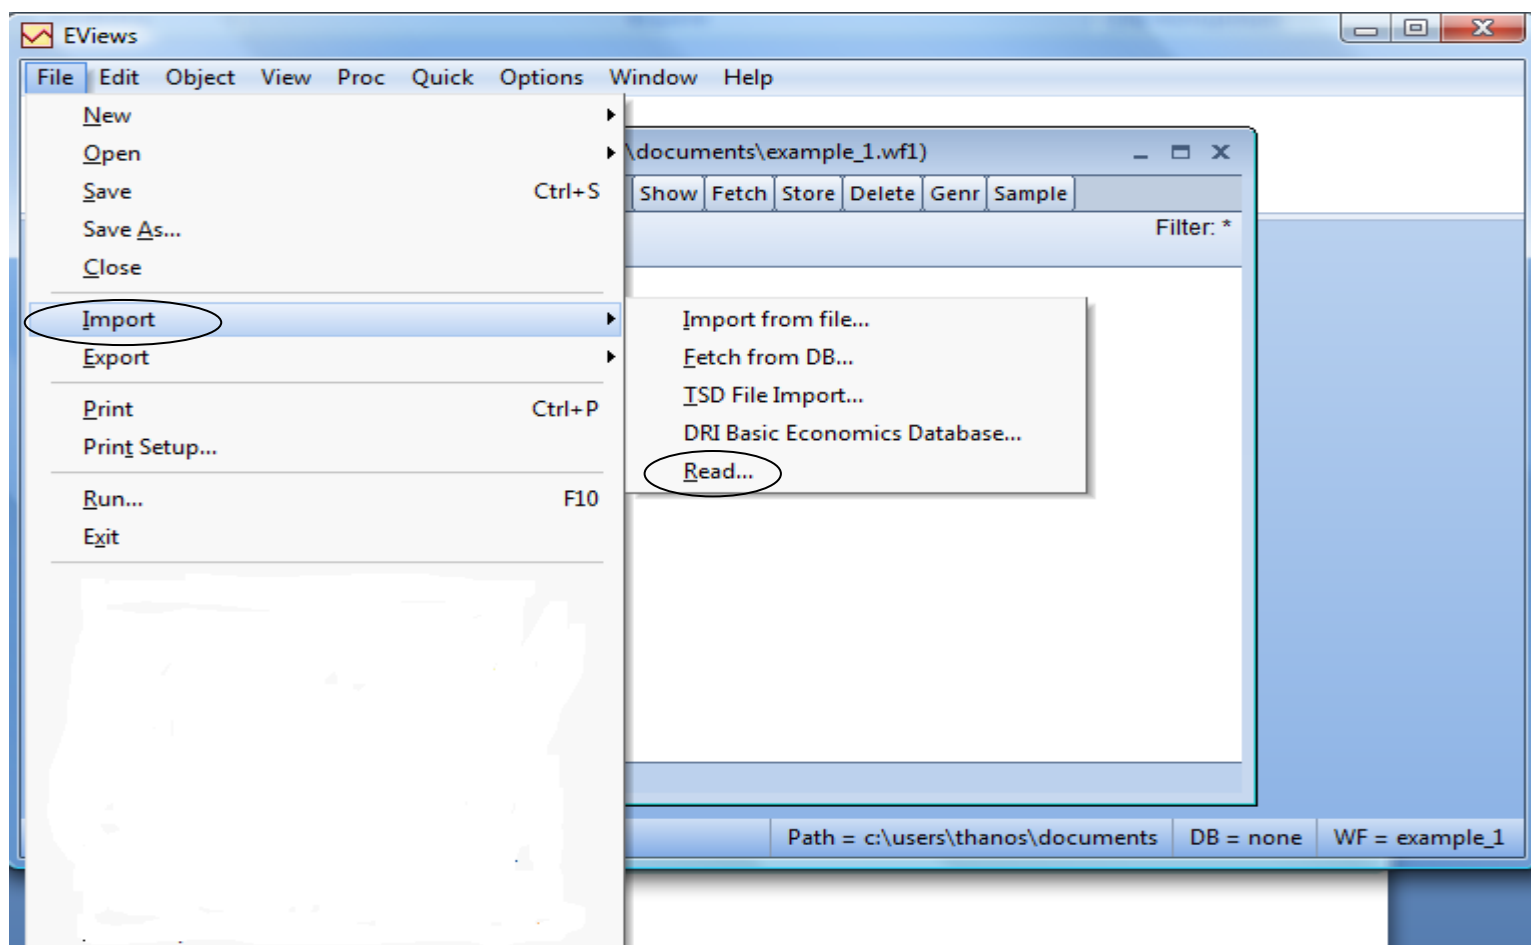 EViews
File Edit Object View Proc Quick Options Window Help
New
Open
Save Ctrl+S
Save As...
Close
Import
Export
Print Ctrl+P
Print Setup...
Run... F10
Exit
\documents\example_1.wf1)
Show Fetch Store Delete Genr Sample
Filter: *
Import from file...
Fetch from DB...
TSD File Import...
DRI Basic Economics Database...
Read...
Path = c:\users\thanos\documents DB = none WF = example_1